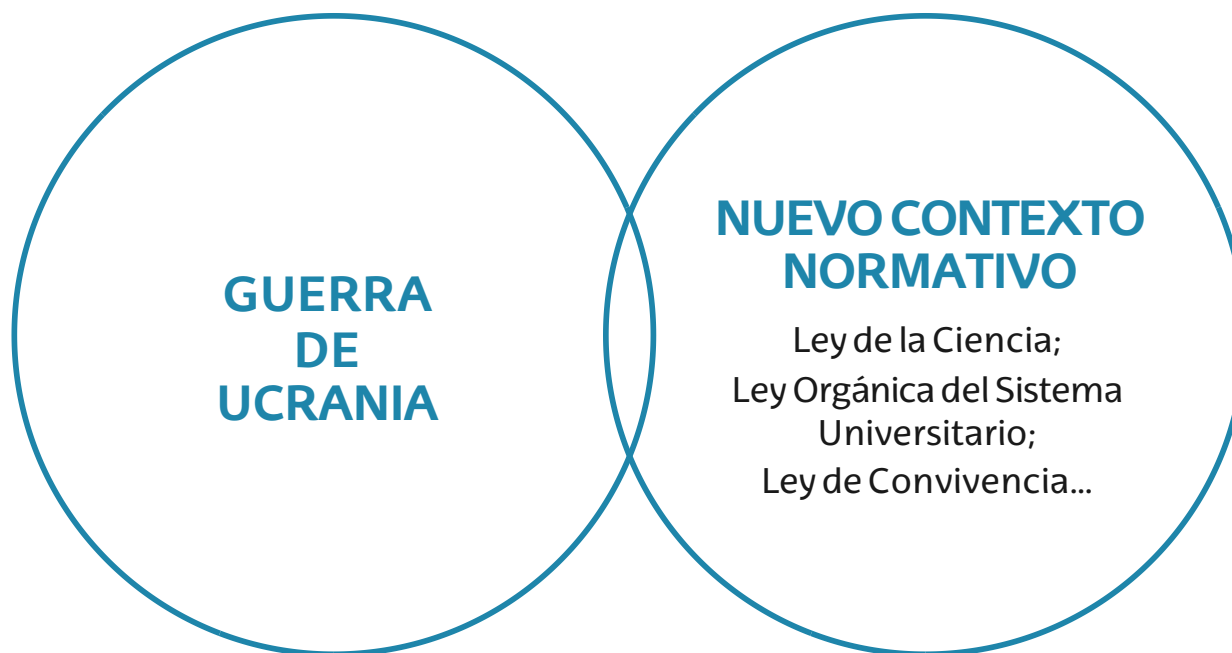 GUERRA
DE
UCRANIA
NUEVO CONTEXTO
NORMATIVO
Ley de la Ciencia;
Ley Orgánica del Sistema
Universitario;
Ley de Convivencia...